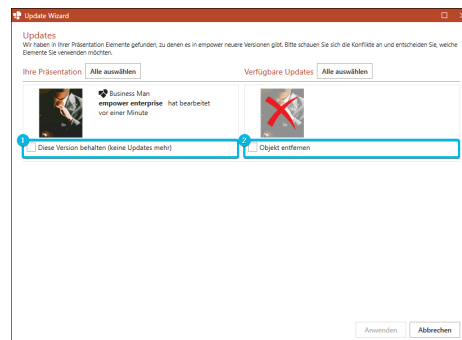 Update Wizard
Updates
Wir haben in Ihrer Präsentation Elemente gefunden, zu denen es in empower neuere Versionen gibt. Bitte schauen Sie sich die Konflikte an und entscheiden Sie, welche
Elemente Sie verwenden möchten.
Ihre Präsentation Alle auswählen
Verfügbare Updates Alle auswählen
Business Man
empower enterprise hat bearbeitet
vor einer Minute
1
Diese Version behalten (keine Updates mehr)
2
Objekt entfernen
Anwenden Abbrechen